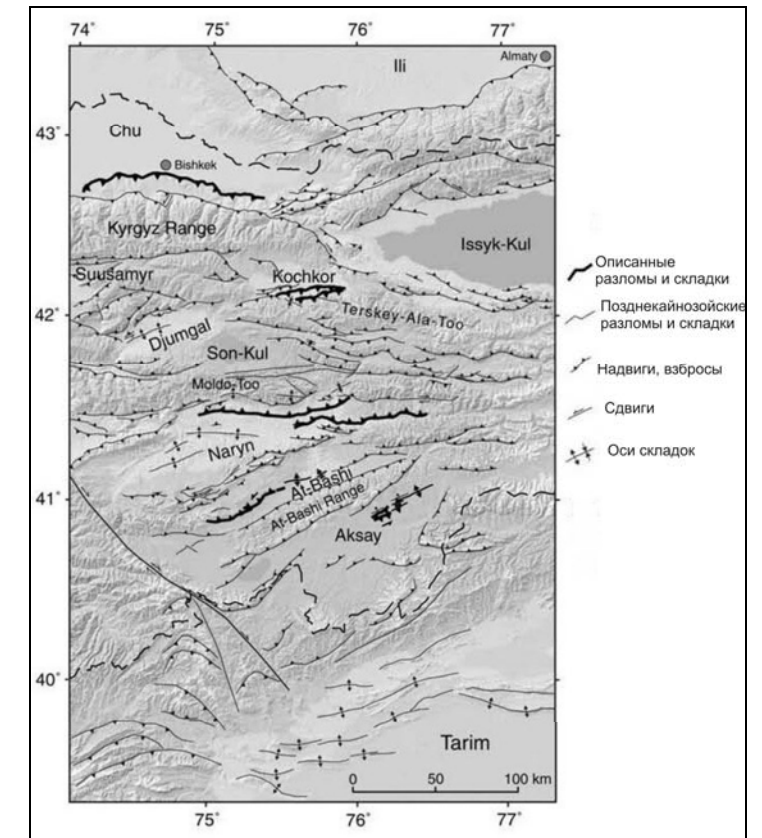 74°
75°
76°
77°
Ili
Almaty
43°
Chu
Bishkek
Kyrgyz Range
Issyk-Kul
Suusamyr
Kochkor
42°
Terskey-Ala-Too
Djumgal
Son-Kul
Moldo-Too
Naryn
At-Bashi
41°
At-Bashi Range
Aksay
40°
Tarim
0 50 100 km
75°
76°
77°
Описанные
разломы и складки
Позднекайнозойские
разломы и складки
Надвиги, взбросы
Сдвиги
Оси складок